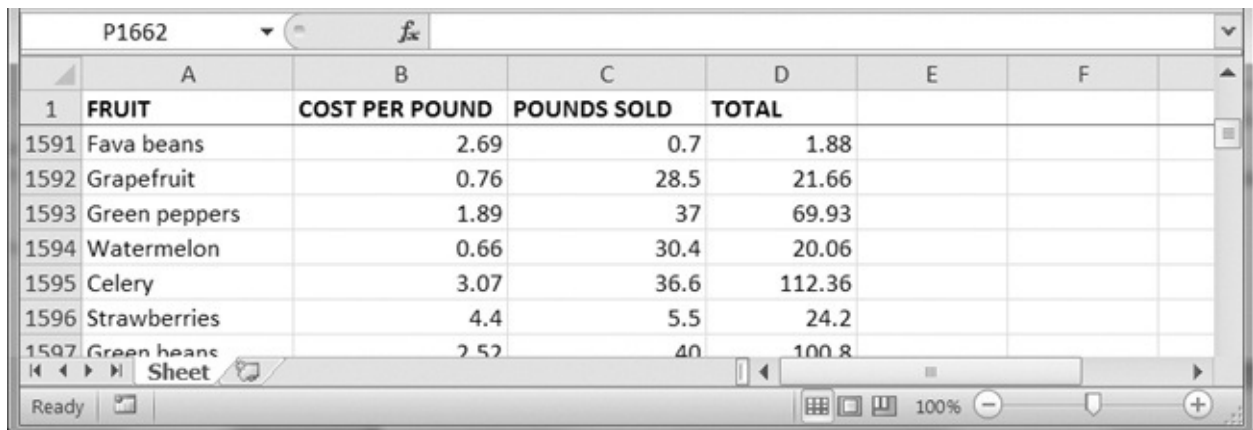 P1662 fx
A B C D E F
1 FRUIT COST PER POUND POUNDS SOLD TOTAL
1591 Fava beans 2.69 0.7 1.88
1592 Grapefruit 0.76 28.5 21.66
1593 Green peppers 1.89 37 69.93
1594 Watermelon 0.66 30.4 20.06
1595 Celery 3.07 36.6 112.36
1596 Strawberries 4.4 5.5 24.2
1597 Green beans 2.52 40 100.8
Sheet
Ready 100%